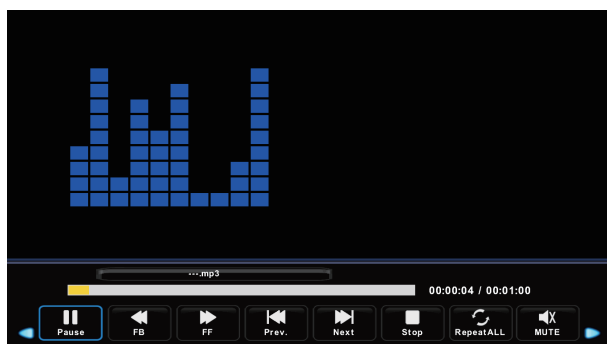 ---.mp3
00:00:04 / 00:01:00
Pause
FB
FF
Prev.
Next
Stop
RepeatALL
MUTE